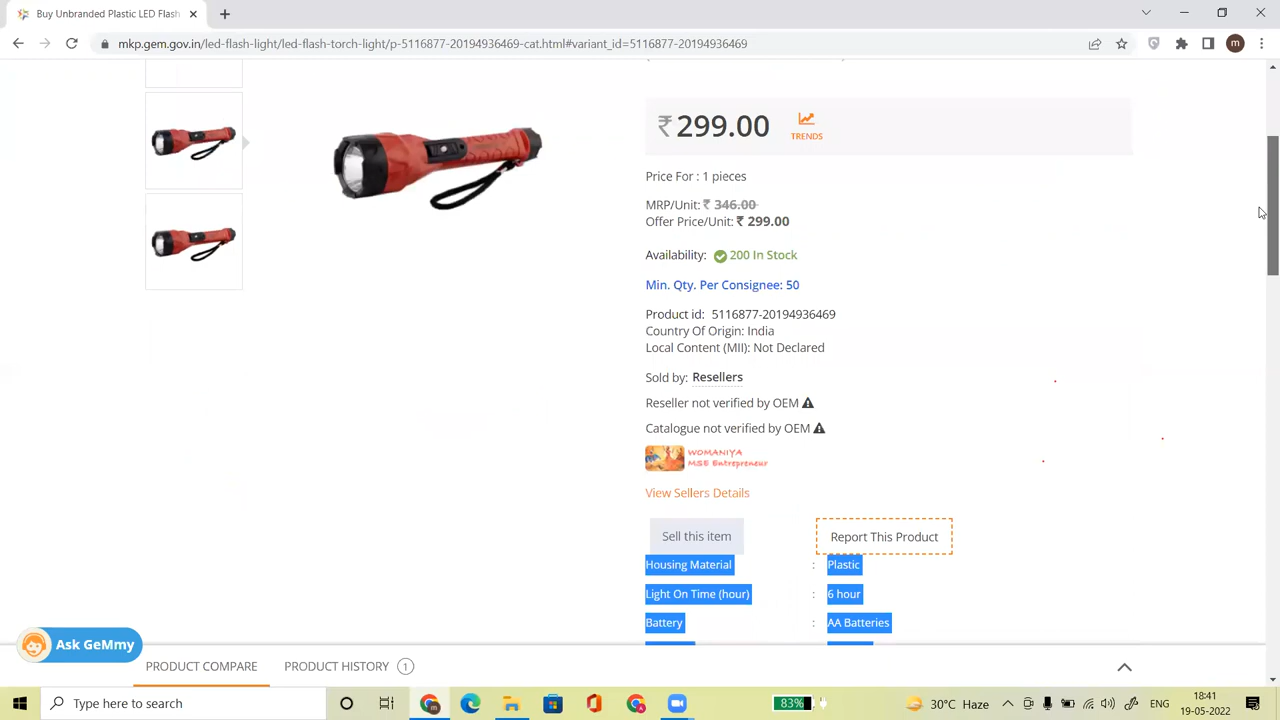 Buy Unbranded Plastic LED Flash
mkp.gem.gov.in/led-flash-light/led-flash-torch-light/p-5116877-20194936469-cat.html#variant_id=5116877-20194936469
m
₹299.00
TRENDS
Price For : 1 pieces
MRP/Unit: ₹ 346.00
Offer Price/Unit: ₹ 299.00
Availability: 200 In Stock
Min. Qty. Per Consignee: 50
Product id: 5116877-20194936469
Country Of Origin: India
Local Content (MII): Not Declared
Sold by: Resellers
Reseller not verified by OEM
Catalogue not verified by OEM
WOMANIYA
MSE Entrepreneur
View Sellers Details
Sell this item
Report This Product
Housing Material : Plastic
Light On Time (hour) : 6 hour
Battery : AA Batteries
Ask GeMmy
PRODUCT COMPARE
PRODUCT HISTORY 1
Type here to search
83%
30°C Haze
ENG
18:41
19-05-2022